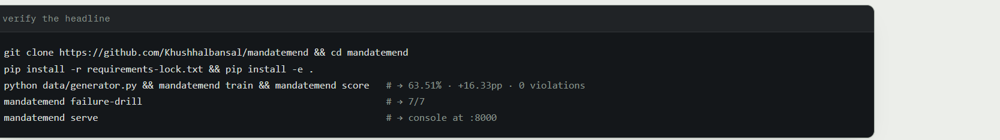 verify the headline
git clone https://github.com/Khushhalbansal/mandatemend && cd mandatemend
pip install -r requirements-lock.txt && pip install -e .
python data/generator.py && mandatemend train && mandatemend score # → 63.51% · +16.33pp · 0 violations
mandatemend failure-drill # → 7/7
mandatemend serve # → console at :8000